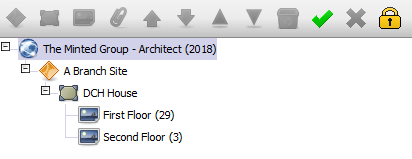 The Minted Group - Architect (2018)
A Branch Site
DCH House
First Floor (29)
Second Floor (3)